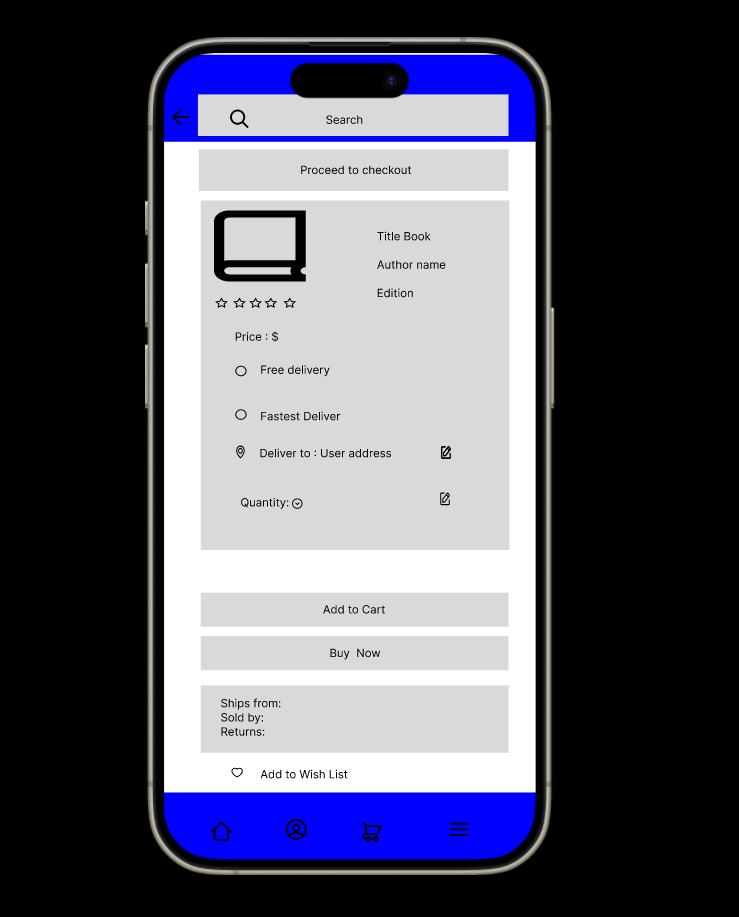 Search
Proceed to checkout
Title Book
Author name
Edition
Price : $
Free delivery
Fastest Deliver
Deliver to : User address
Quantity:
Add to Cart
Buy  Now
Ships from:
Sold by:
Returns:
Add to Wish List